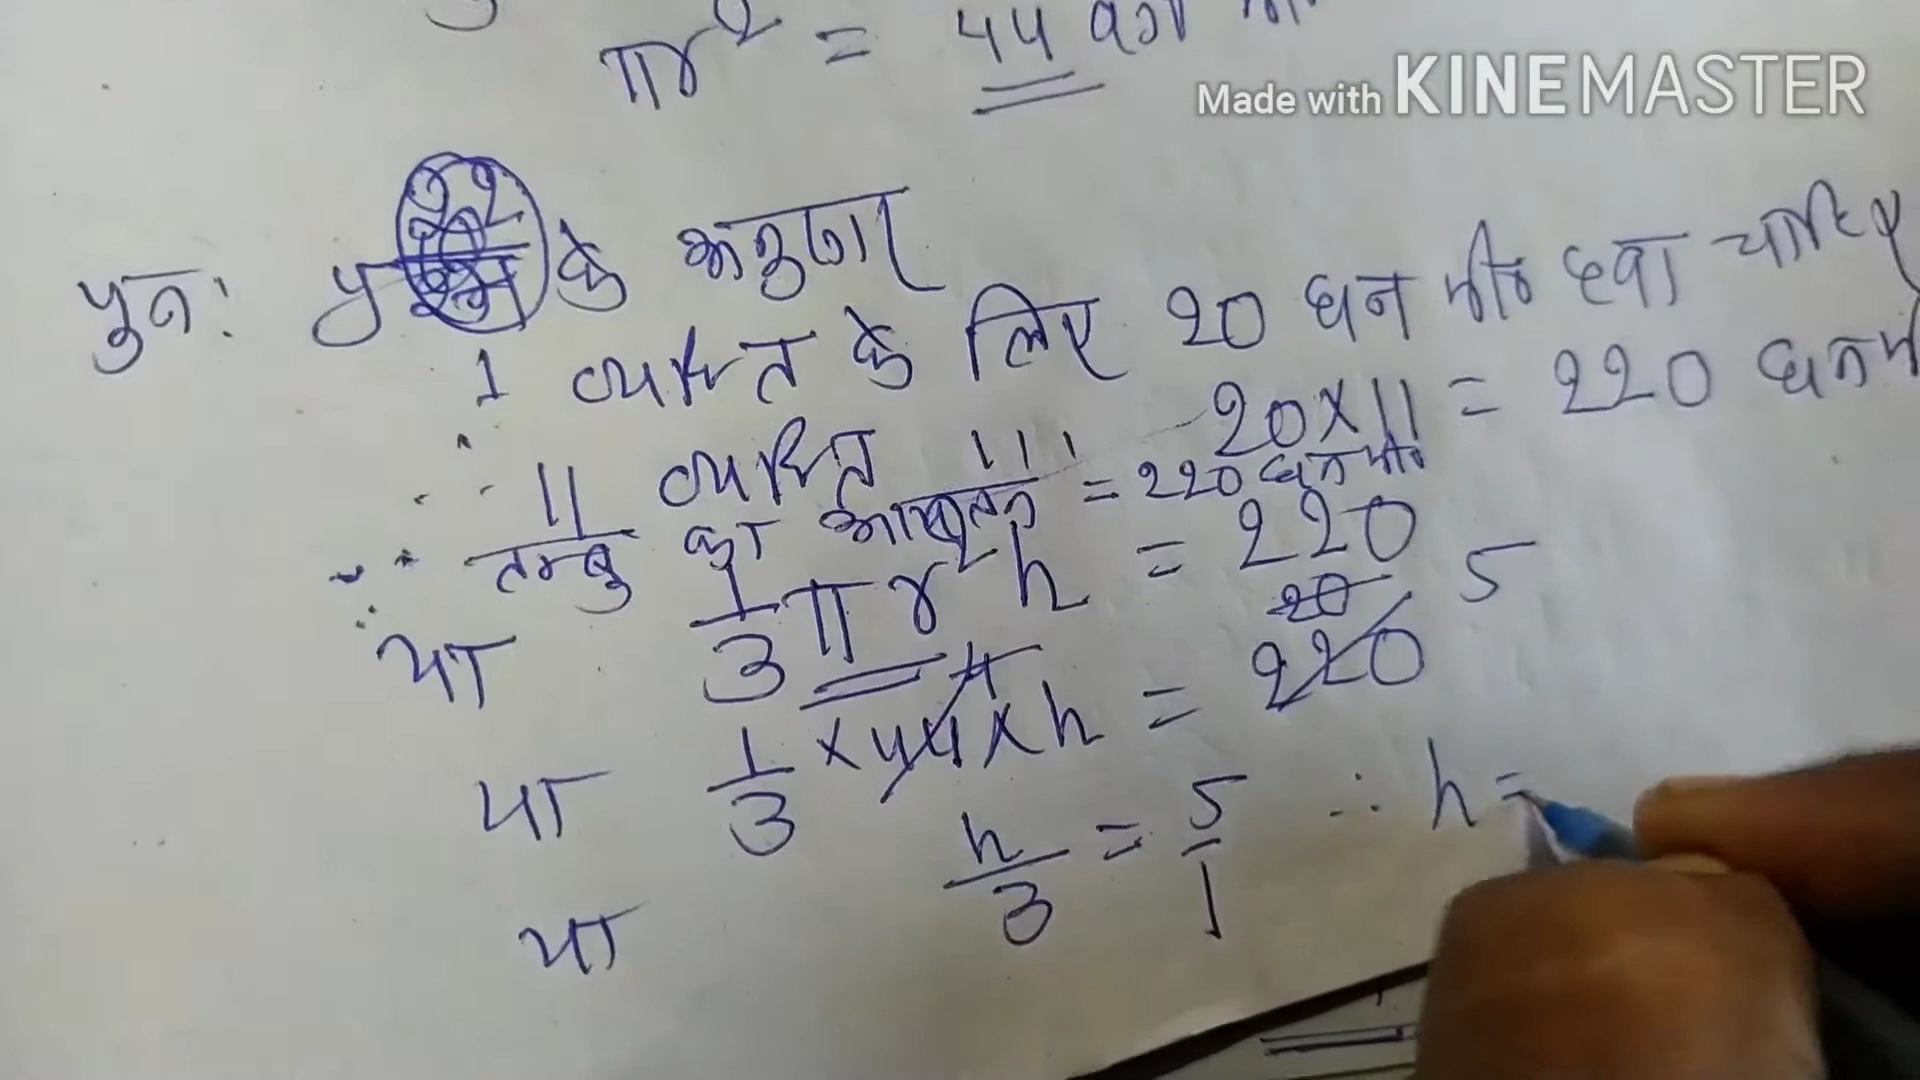 πr² = 44 वर्ग
Made with KINEMASTER
पुनः प्रश्न के अनुसार
1 व्यक्ति के लिए 20 घन मी० हवा चाहिए
∴ 11 व्यक्ति 〃 〃 20×11 = 220 घन मी
∴ तम्बु का आयतन = 220 घन मी०
या 1/3 πr²h = 220
20 5
या 1/3 × 44 × h = 220
या h/3 = 5/1 ∴ h =